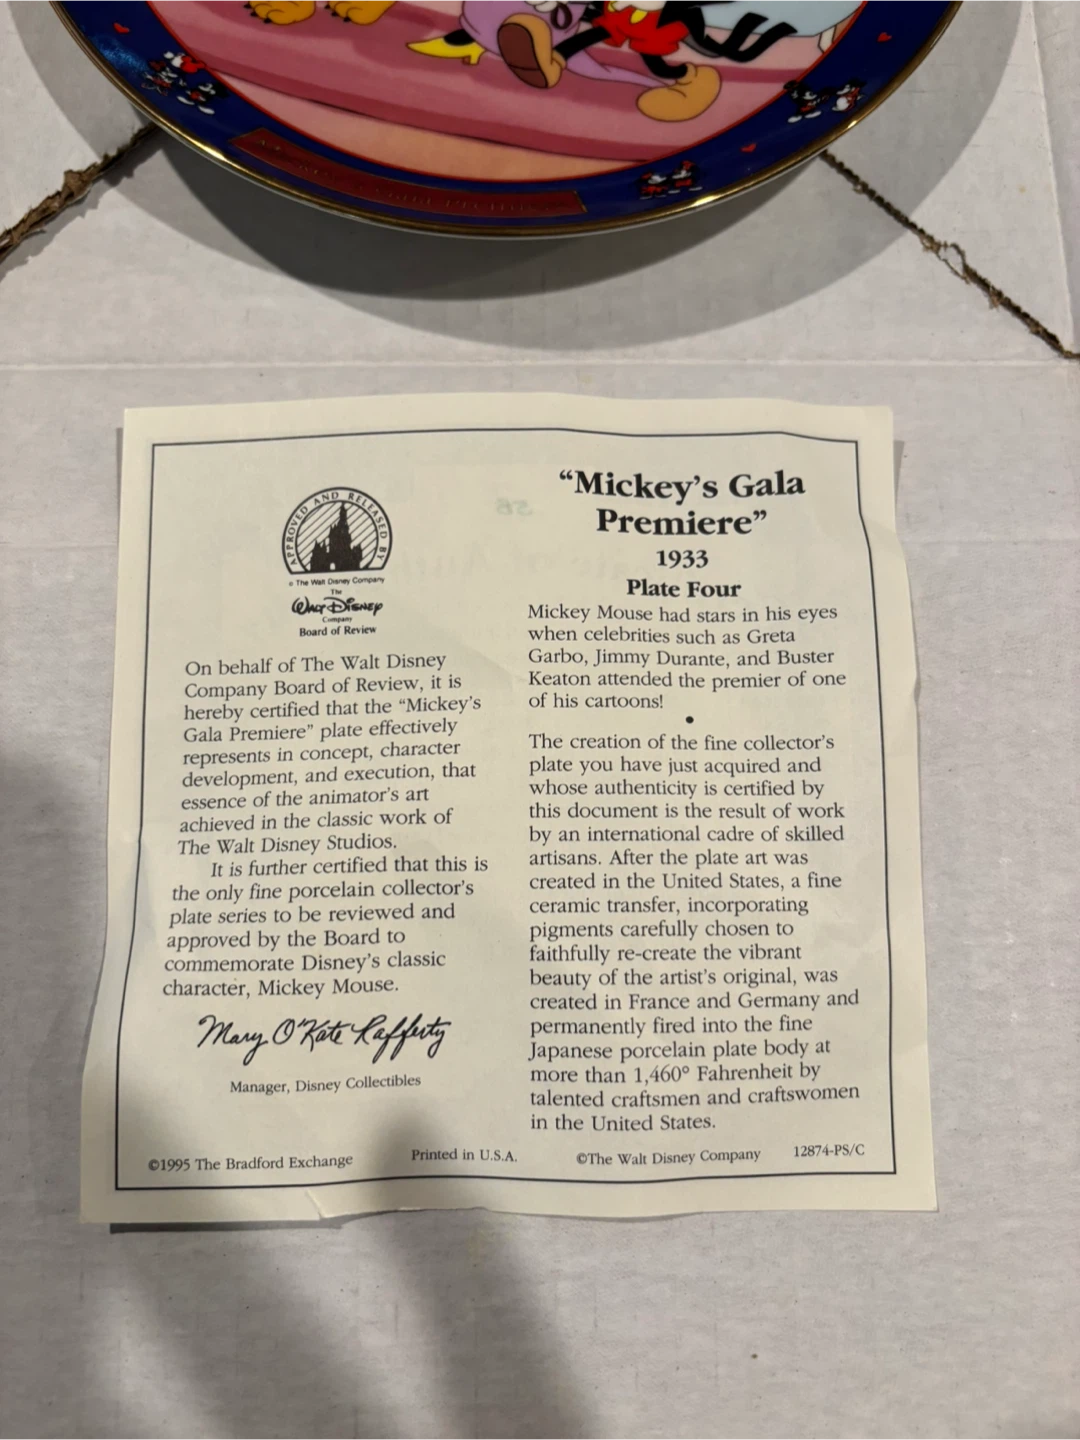 APPROVED AND RELEASED BY
© The Walt Disney Company
The
Walt Disney
Company
Board of Review
On behalf of The Walt Disney
Company Board of Review, it is
hereby certified that the “Mickey’s
Gala Premiere” plate effectively
represents in concept, character
development, and execution, that
essence of the animator’s art
achieved in the classic work of
The Walt Disney Studios.
It is further certified that this is
the only fine porcelain collector’s
plate series to be reviewed and
approved by the Board to
commemorate Disney’s classic
character, Mickey Mouse.
Mary O'Kate Rafferty
Manager, Disney Collectibles
“Mickey’s Gala
Premiere”
1933
Plate Four
Mickey Mouse had stars in his eyes
when celebrities such as Greta
Garbo, Jimmy Durante, and Buster
Keaton attended the premier of one
of his cartoons!
•
The creation of the fine collector’s
plate you have just acquired and
whose authenticity is certified by
this document is the result of work
by an international cadre of skilled
artisans. After the plate art was
created in the United States, a fine
ceramic transfer, incorporating
pigments carefully chosen to
faithfully re-create the vibrant
beauty of the artist’s original, was
created in France and Germany and
permanently fired into the fine
Japanese porcelain plate body at
more than 1,460° Fahrenheit by
talented craftsmen and craftswomen
in the United States.
©1995 The Bradford Exchange Printed in U.S.A. ©The Walt Disney Company 12874-PS/C